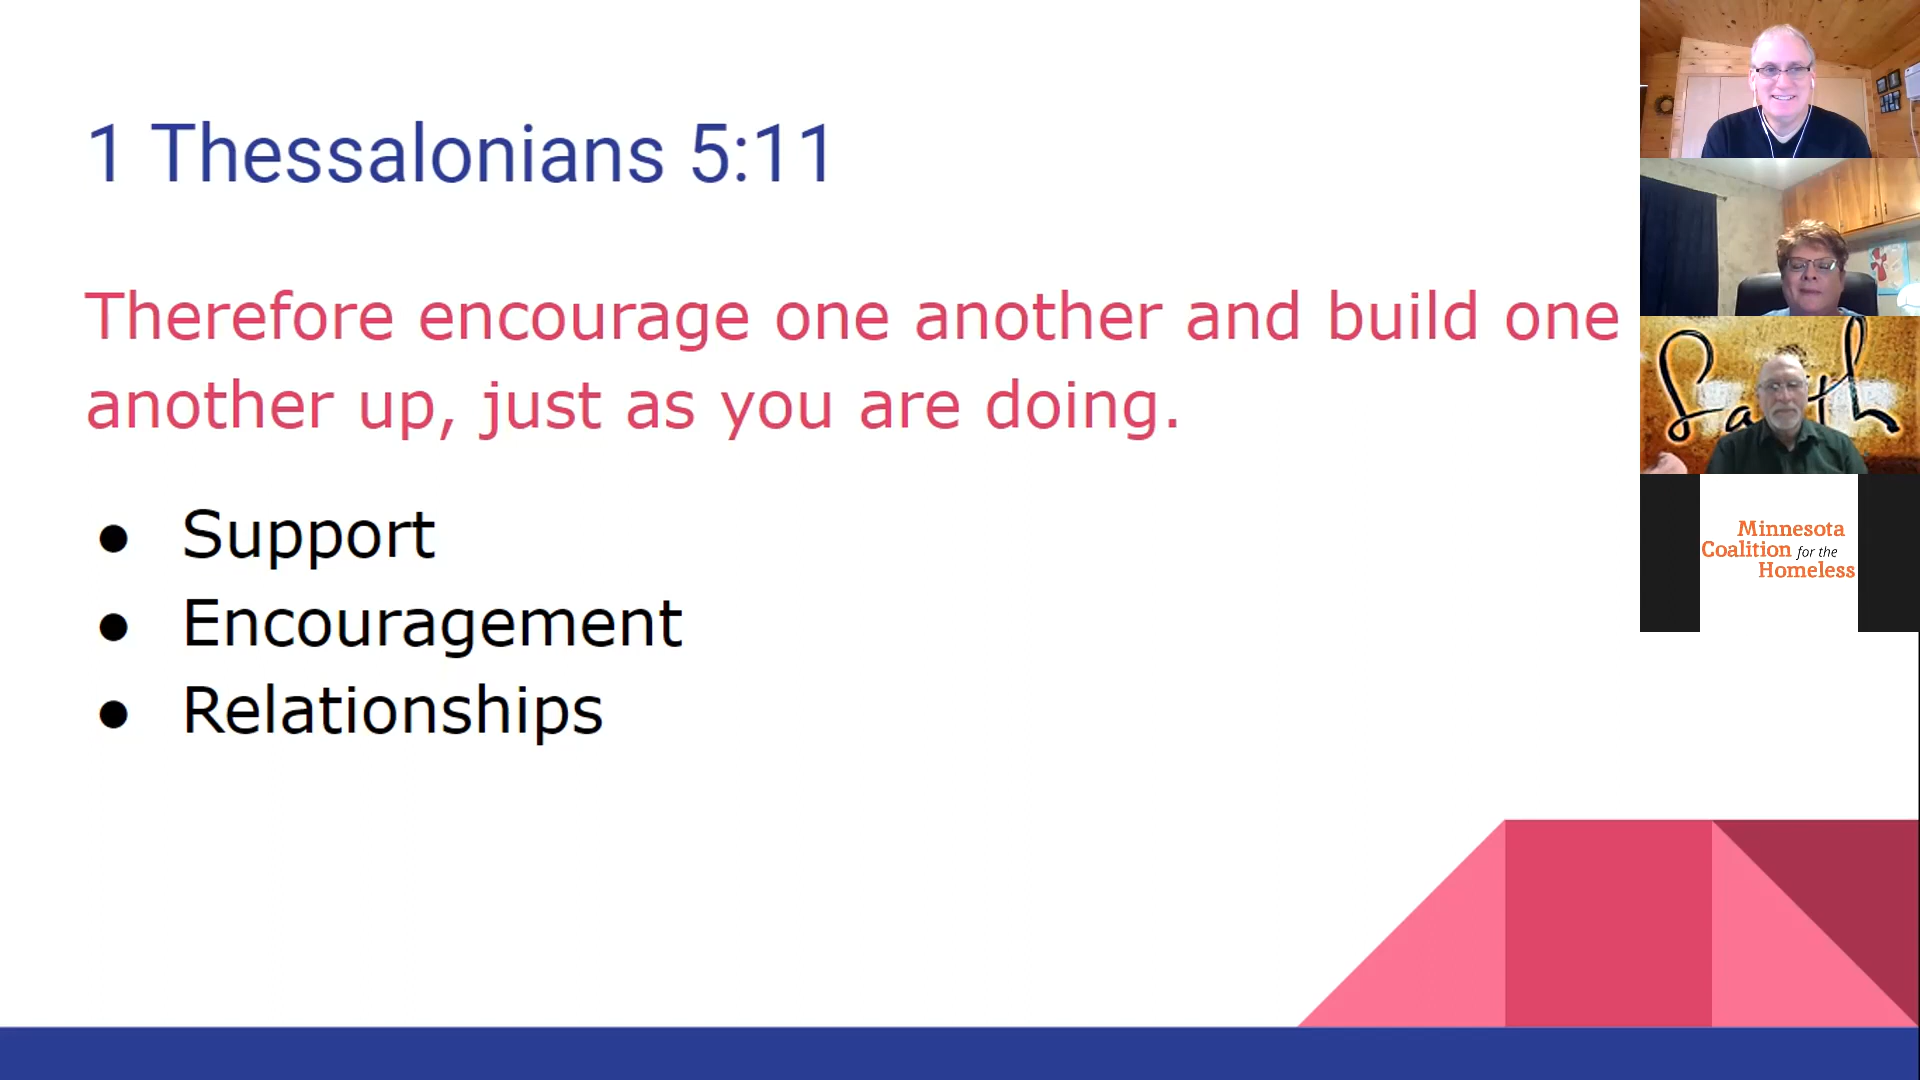 1 Thessalonians 5:11
Therefore encourage one another and build one
another up, just as you are doing.
● Support
● Encouragement
● Relationships
Minnesota
Coalition for the
Homeless